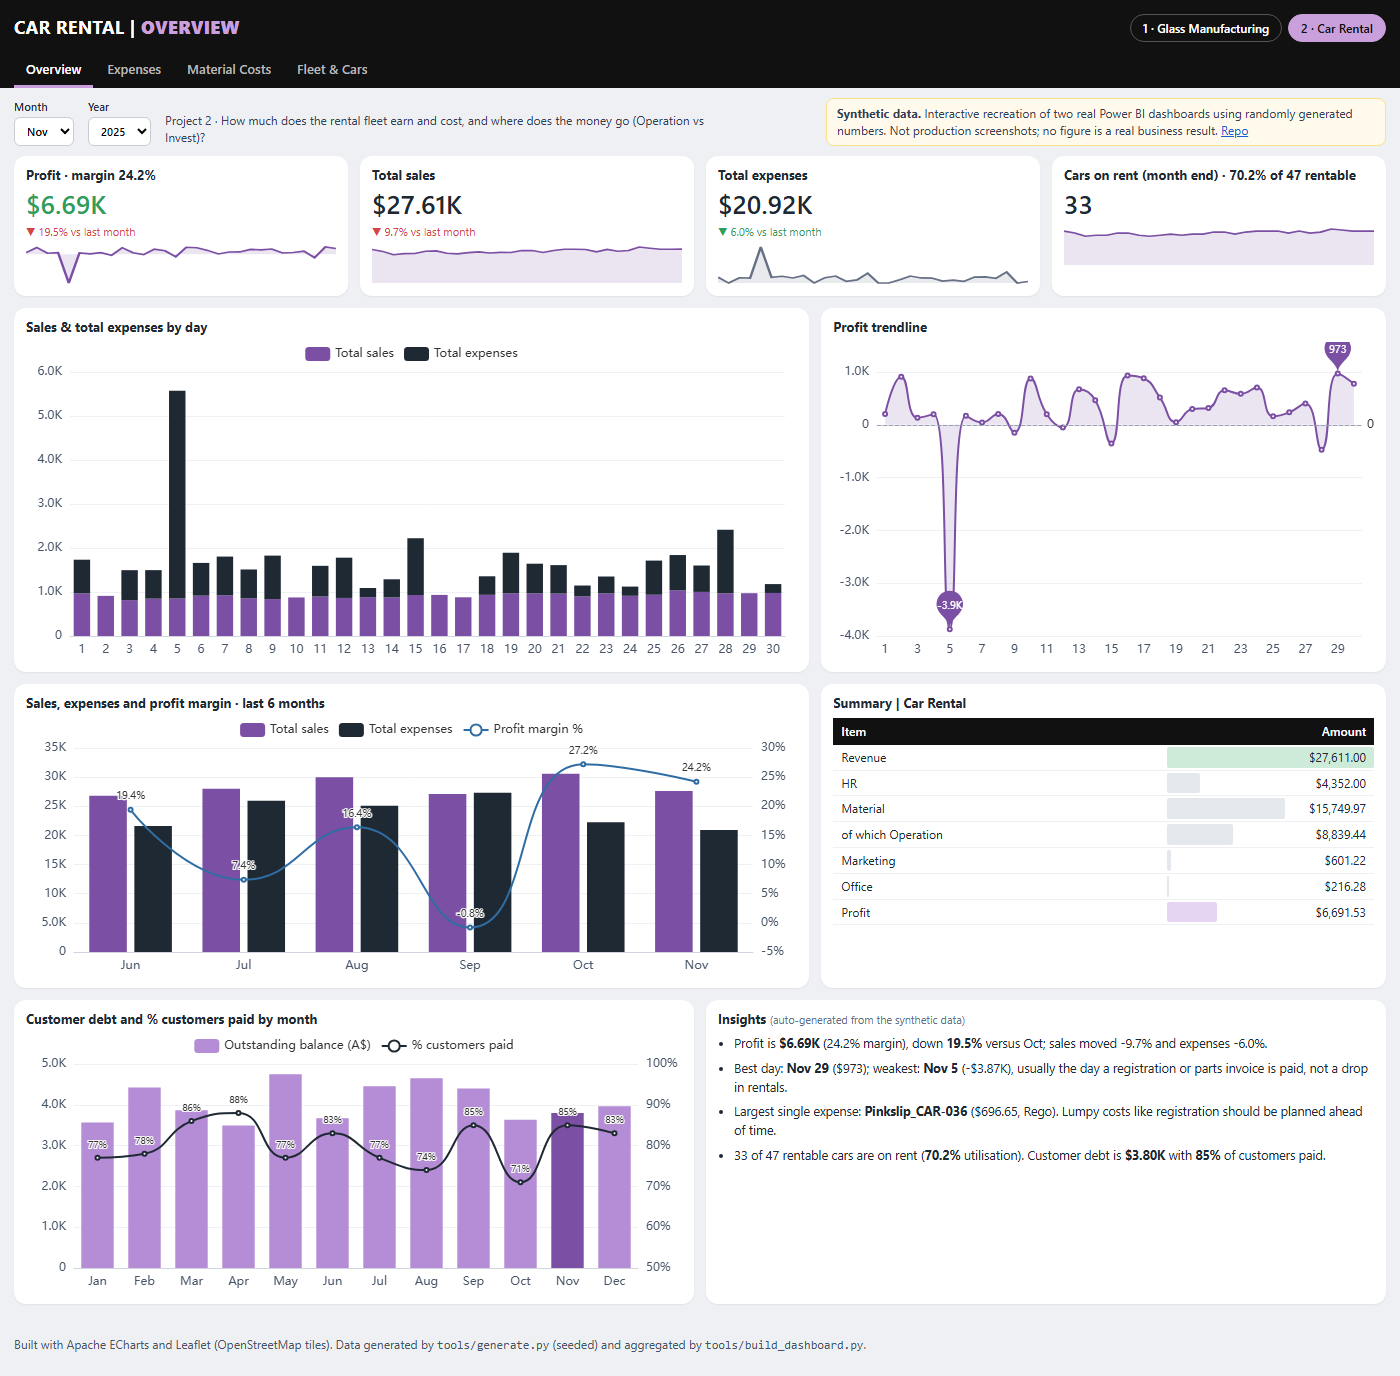 CAR RENTAL | OVERVIEW
1 · Glass Manufacturing
2 · Car Rental
Overview
Expenses
Material Costs
Fleet & Cars
Month
Year
Nov
2025
Project 2 · How much does the rental fleet earn and cost, and where does the money go (Operation vs
Invest)?
Synthetic data. Interactive recreation of two real Power BI dashboards using randomly generated
numbers. Not production screenshots; no figure is a real business result. Repo
Profit · margin 24.2%
$6.69K
▼ 19.5% vs last month
Total sales
$27.61K
▼ 9.7% vs last month
Total expenses
$20.92K
▼ 6.0% vs last month
Cars on rent (month end) · 70.2% of 47 rentable
33
Sales & total expenses by day
Total sales
Total expenses
6.0K
5.0K
4.0K
3.0K
2.0K
1.0K
0
1 2 3 4 5 6 7 8 9 10 11 12 13 14 15 16 17 18 19 20 21 22 23 24 25 26 27 28 29 30
Profit trendline
973
1.0K
0
0
-1.0K
-2.0K
-3.0K
-3.9K
-4.0K
1 3 5 7 9 11 13 15 17 19 21 23 25 27 29
Sales, expenses and profit margin · last 6 months
Total sales
Total expenses
Profit margin %
35K
30K
25K
20K
15K
10K
5.0K
0
30%
25%
20%
15%
10%
5%
0%
-5%
19.4%
7.4%
16.4%
-0.8%
27.2%
24.2%
Jun Jul Aug Sep Oct Nov
Summary | Car Rental
Item Amount
Revenue $27,611.00
HR $4,352.00
Material $15,749.97
of which Operation $8,839.44
Marketing $601.22
Office $216.28
Profit $6,691.53
Customer debt and % customers paid by month
Outstanding balance (A$)
% customers paid
5.0K
4.0K
3.0K
2.0K
1.0K
0
100%
90%
80%
70%
60%
50%
77% 78% 86% 88% 77% 83% 77% 74% 85% 71% 85% 83%
Jan Feb Mar Apr May Jun Jul Aug Sep Oct Nov Dec
Insights (auto-generated from the synthetic data)
• Profit is $6.69K (24.2% margin), down 19.5% versus Oct; sales moved -9.7% and expenses -6.0%.
• Best day: Nov 29 ($973); weakest: Nov 5 (-$3.87K), usually the day a registration or parts invoice is paid, not a drop
in rentals.
• Largest single expense: Pinkslip_CAR-036 ($696.65, Rego). Lumpy costs like registration should be planned ahead
of time.
• 33 of 47 rentable cars are on rent (70.2% utilisation). Customer debt is $3.80K with 85% of customers paid.
Built with Apache ECharts and Leaflet (OpenStreetMap tiles). Data generated by tools/generate.py (seeded) and aggregated by tools/build_dashboard.py.